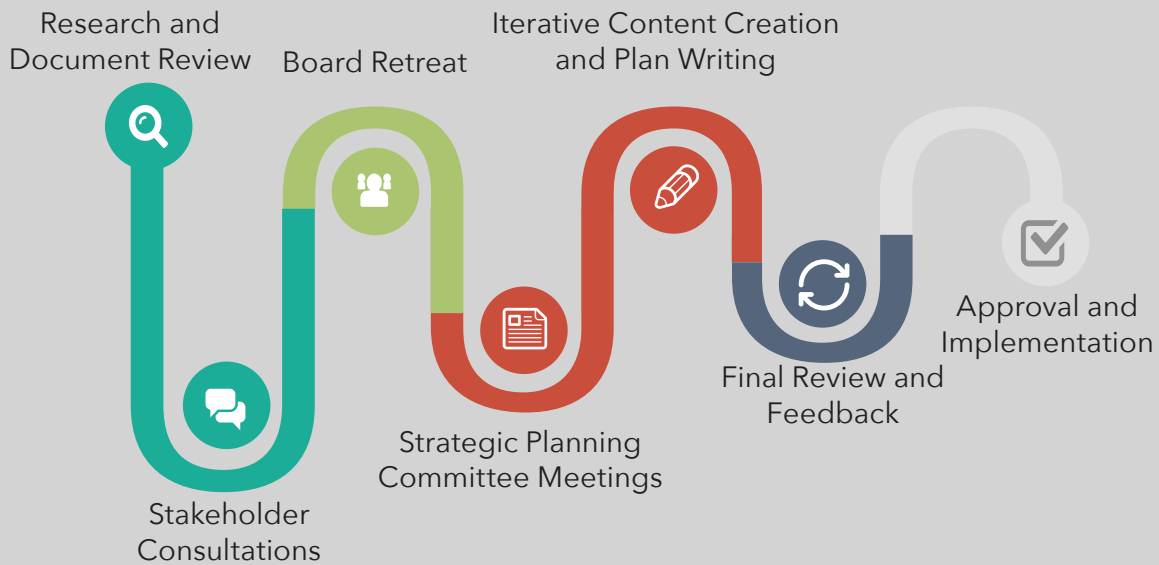 Research and
Document Review
Stakeholder
Consultations
Board Retreat
Strategic Planning
Committee Meetings
Iterative Content Creation
and Plan Writing
Final Review and
Feedback
Approval and
Implementation